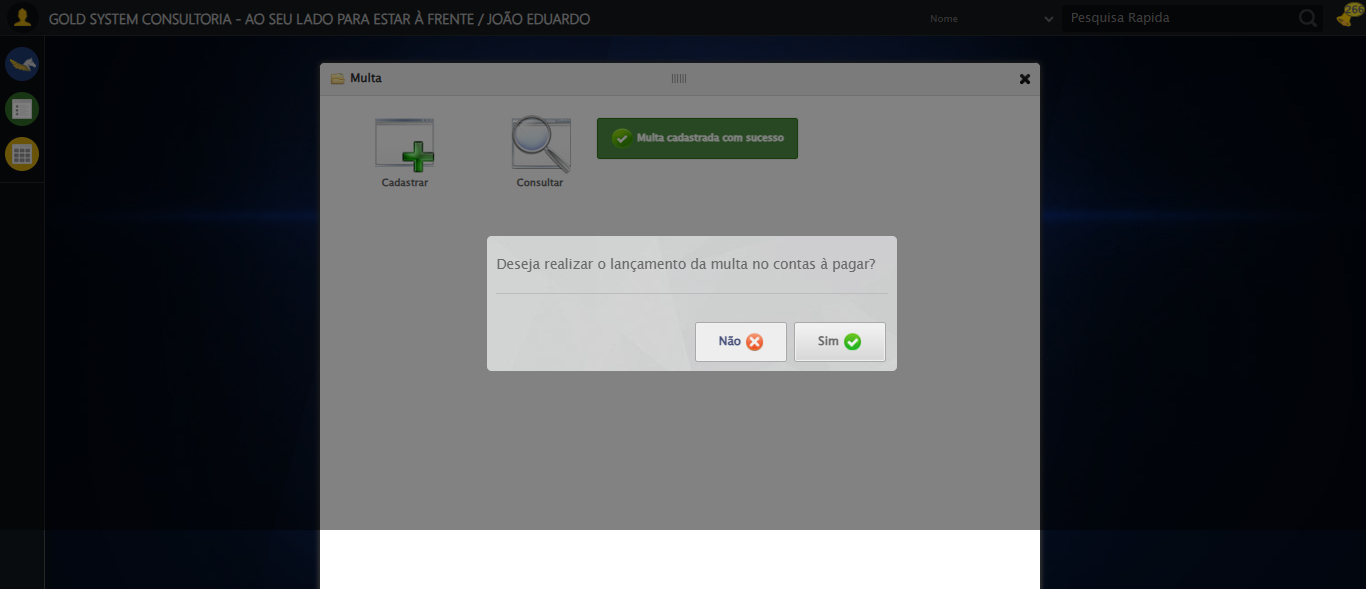 GOLD SYSTEM CONSULTORIA - AO SEU LADO PARA ESTAR À FRENTE / JOÃO EDUARDO
Nome
Pesquisa Rapida
266
Multa
Multa cadastrada com sucesso
Cadastrar
Consultar
Deseja realizar o lançamento da multa no contas à pagar?
Não
Sim